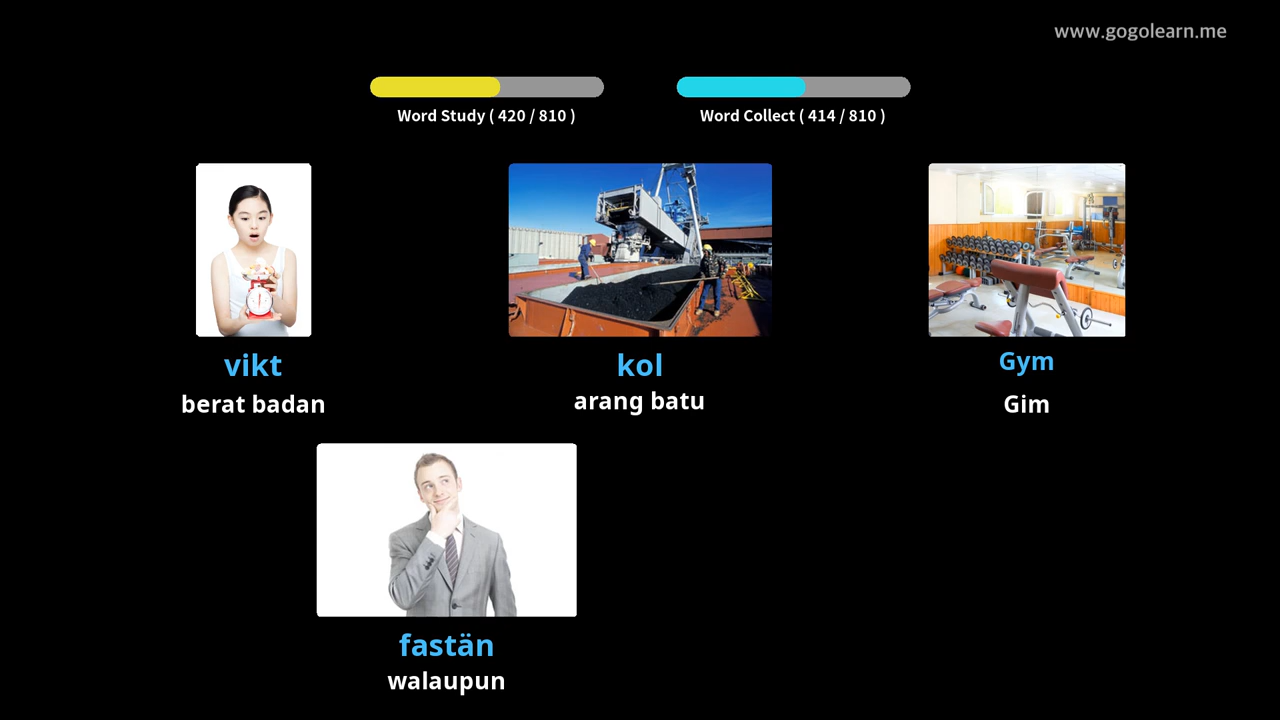 www.gogolearn.me
Word Study ( 420 / 810 )
Word Collect ( 414 / 810 )
vikt
berat badan
kol
arang batu
Gym
Gim
fastän
walaupun